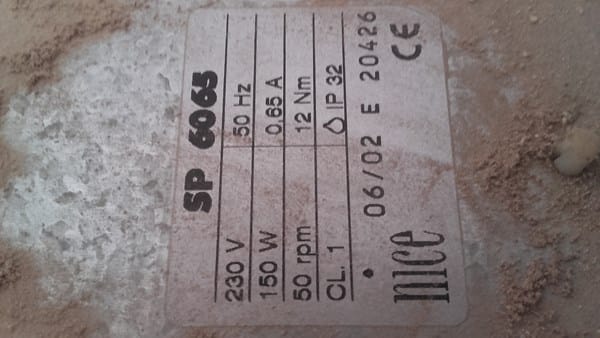 SP 6065
230 V 50 Hz
150 W 0,65 A
50 rpm 12 Nm
CL. 1 IP 32
06/02 E 20426
nice CE